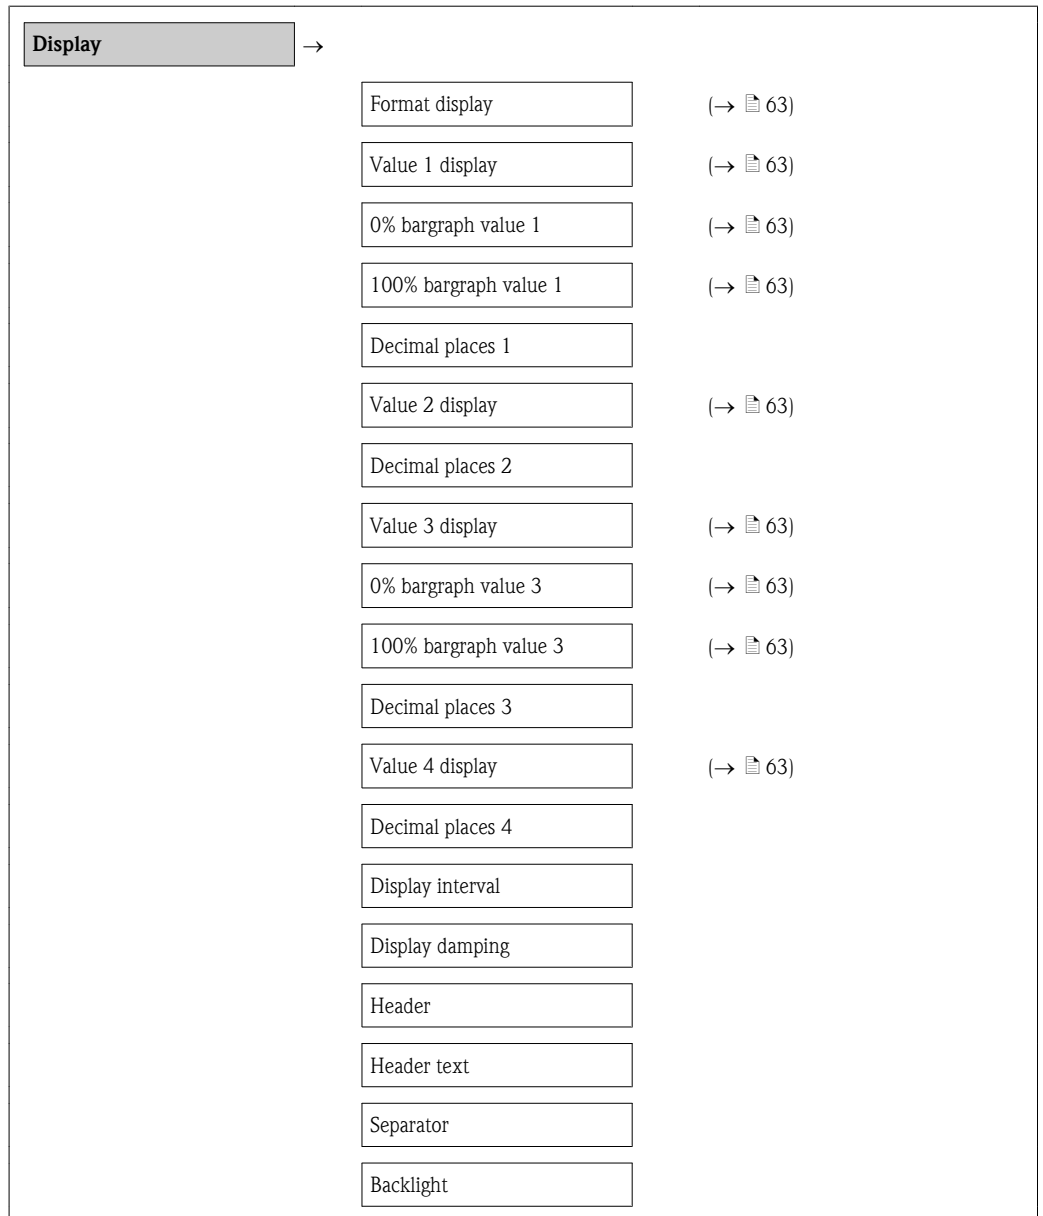 Display →
Format display (→ 🖹 63)
Value 1 display (→ 🖹 63)
0% bargraph value 1 (→ 🖹 63)
100% bargraph value 1 (→ 🖹 63)
Decimal places 1
Value 2 display (→ 🖹 63)
Decimal places 2
Value 3 display (→ 🖹 63)
0% bargraph value 3 (→ 🖹 63)
100% bargraph value 3 (→ 🖹 63)
Decimal places 3
Value 4 display (→ 🖹 63)
Decimal places 4
Display interval
Display damping
Header
Header text
Separator
Backlight